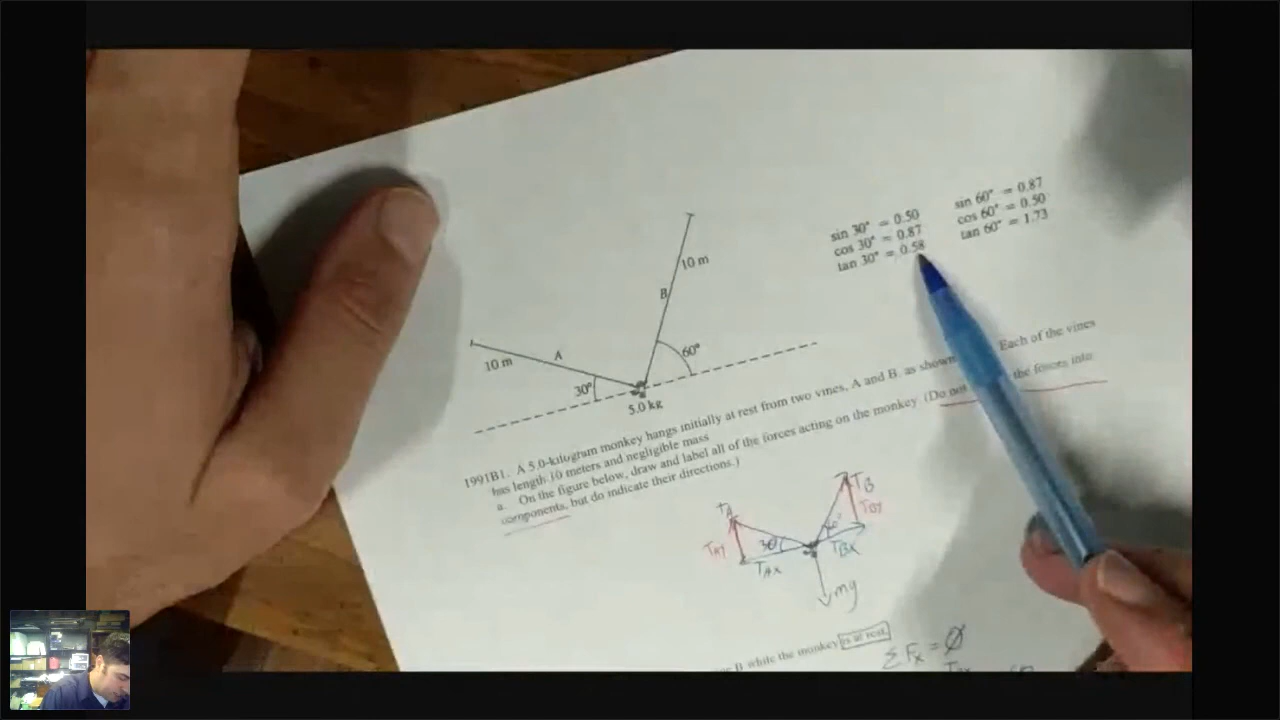 sin 30° = 0.50
cos 30° = 0.87
tan 30° = 0.58
sin 60° = 0.87
cos 60° = 0.50
tan 60° = 1.73
10 m
B
10 m
A
60°
30°
5.0 kg
1991B1. A 5.0-kilogram monkey hangs initially at rest from two vines, A and B. as shown Each of the vines
has length 10 meters and negligible mass
a. On the figure below, draw and label all of the forces acting on the monkey. (Do not the forces into
components, but do indicate their directions.)
TA
TB
TAY
30
60°
TBY
TAX
TBX
mg
B while the monkey is at rest.
ΣFx = Ø